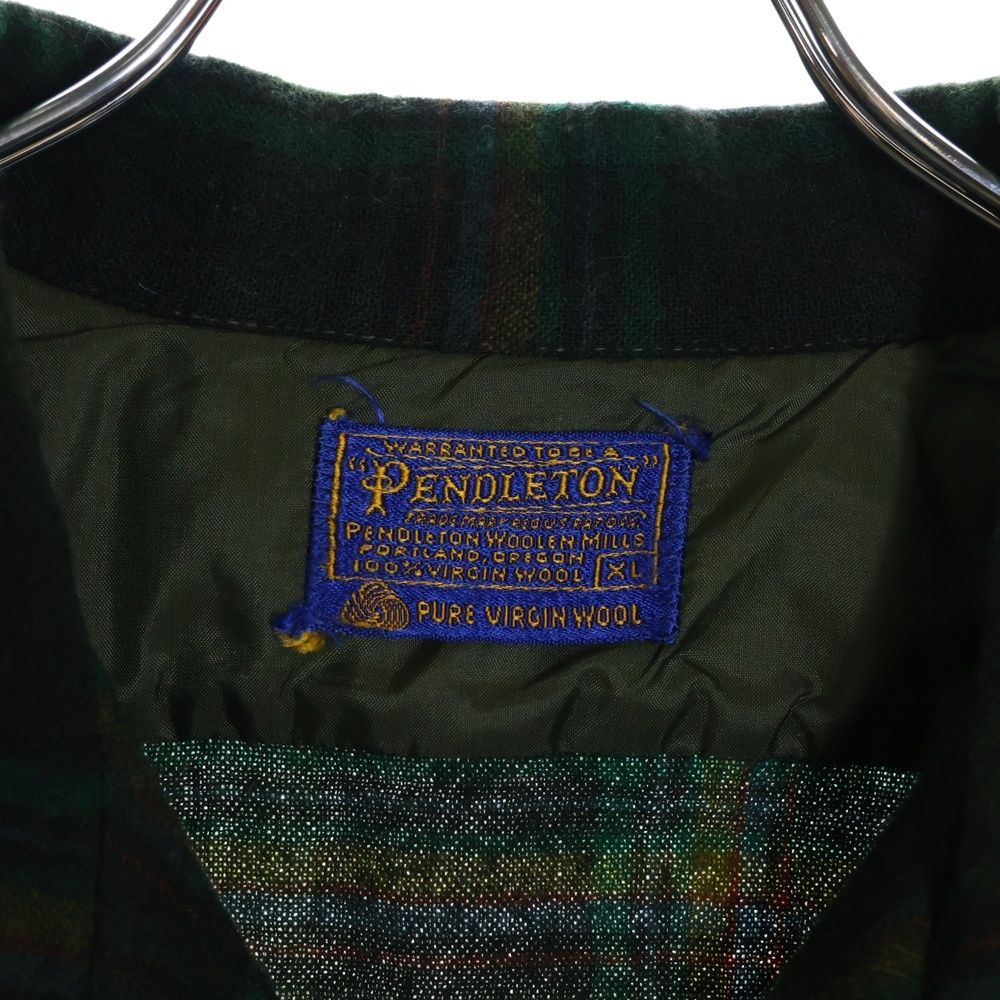 WARRANTED TO BE A
"PENDLETON"
PENDLETON WOOLEN MILLS
PORTLAND, OREGON
100% VIRGIN WOOL XL
PURE VIRGIN WOOL